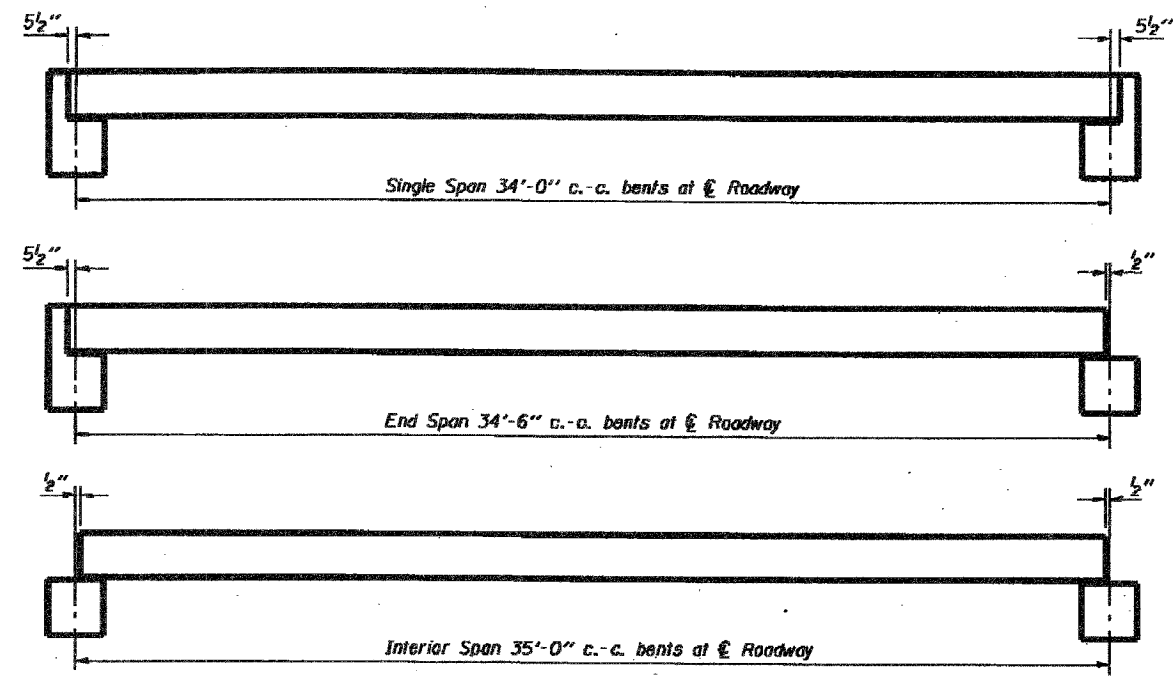 5½" 5½"
Single Span 34'-0" c.-c. bents at ℄ Roadway
5½" ½"
End Span 34'-6" c.-c. bents at ℄ Roadway
½" ½"
Interior Span 35'-0" c.-c. bents at ℄ Roadway